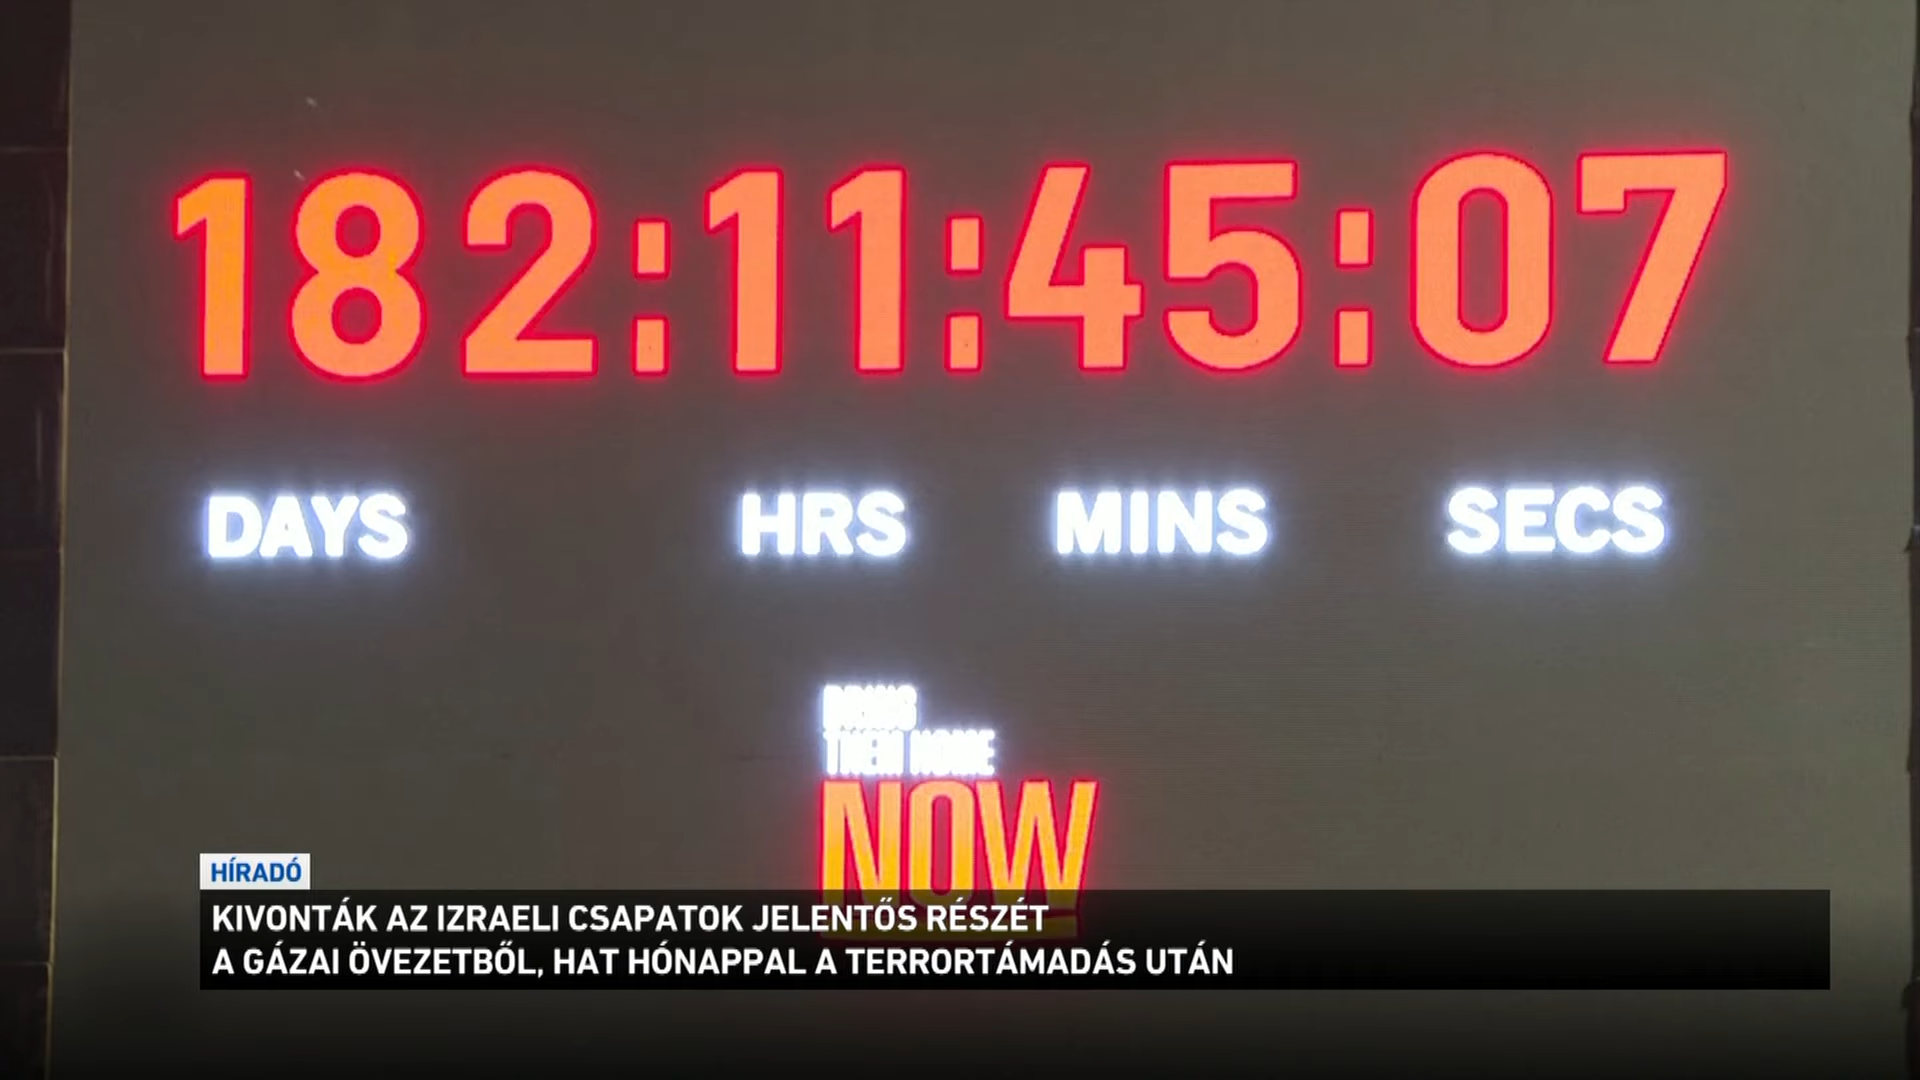 182:11:45:07
DAYS HRS MINS SECS
BRING
THEM HOME
NOW
HÍRADÓ
KIVONTÁK AZ IZRAELI CSAPATOK JELENTŐS RÉSZÉT
A GÁZAI ÖVEZETBŐL, HAT HÓNAPPAL A TERRORTÁMADÁS UTÁN